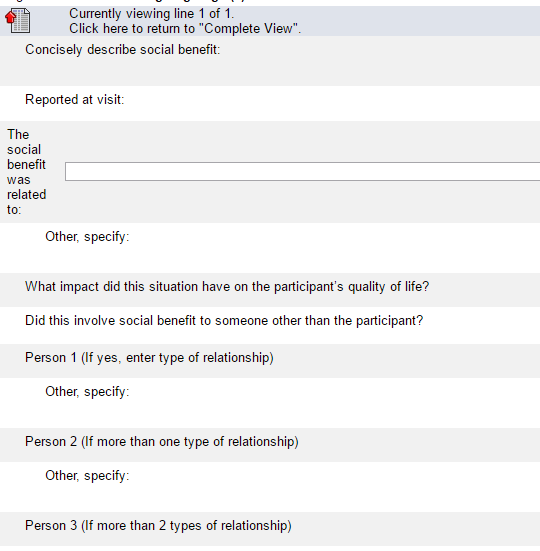 Currently viewing line 1 of 1.
Click here to return to "Complete View".
Concisely describe social benefit:
Reported at visit:
The
social
benefit
was
related
to:
Other, specify:
What impact did this situation have on the participant's quality of life?
Did this involve social benefit to someone other than the participant?
Person 1 (If yes, enter type of relationship)
Other, specify:
Person 2 (If more than one type of relationship)
Other, specify:
Person 3 (If more than 2 types of relationship)